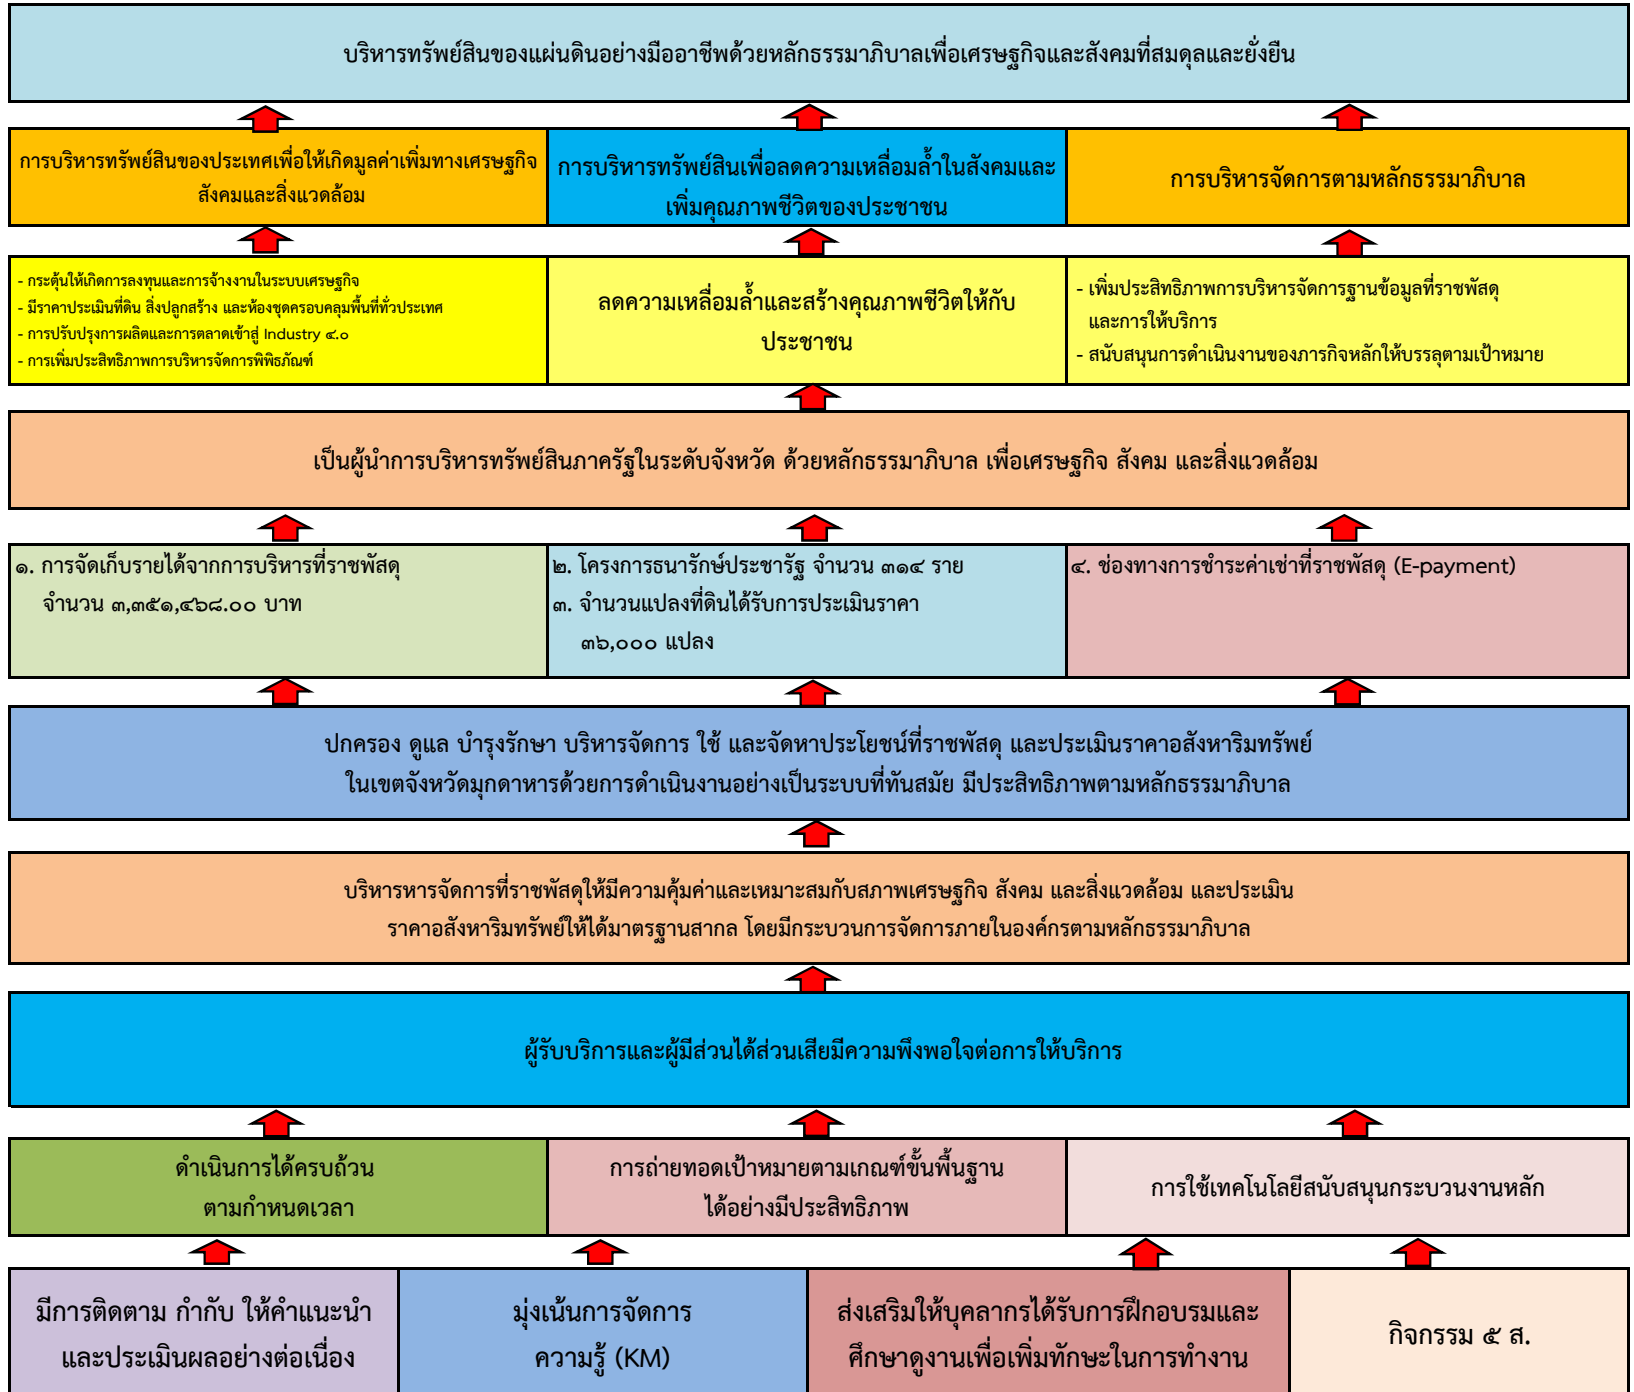 บริหารทรัพย์สินของแผ่นดินอย่างมืออาชีพด้วยหลักธรรมาภิบาลเพื่อเศรษฐกิจและสังคมที่สมดุลและยั่งยืน
การบริหารทรัพย์สินของประเทศเพื่อให้เกิดมูลค่าเพิ่มทางเศรษฐกิจ
สังคมและสิ่งแวดล้อม
การบริหารทรัพย์สินเพื่อลดความเหลื่อมล้ำในสังคมและ
เพิ่มคุณภาพชีวิตของประชาชน
การบริหารจัดการตามหลักธรรมาภิบาล
- กระตุ้นให้เกิดการลงทุนและการจ้างงานในระบบเศรษฐกิจ
- มีราคาประเมินที่ดิน สิ่งปลูกสร้าง และห้องชุดครอบคลุมพื้นที่ทั่วประเทศ
- การปรับปรุงการผลิตและการตลาดเข้าสู่ Industry ๔.๐
- การเพิ่มประสิทธิภาพการบริหารจัดการพิพิธภัณฑ์
ลดความเหลื่อมล้ำและสร้างคุณภาพชีวิตให้กับ
ประชาชน
- เพิ่มประสิทธิภาพการบริหารจัดการฐานข้อมูลที่ราชพัสดุ
และการให้บริการ
- สนับสนุนการดำเนินงานของภารกิจหลักให้บรรลุตามเป้าหมาย
เป็นผู้นำการบริหารทรัพย์สินภาครัฐในระดับจังหวัด ด้วยหลักธรรมาภิบาล เพื่อเศรษฐกิจ สังคม และสิ่งแวดล้อม
๑. การจัดเก็บรายได้จากการบริหารที่ราชพัสดุ
จำนวน ๓,๓๕๑,๔๖๘.๐๐ บาท
๒. โครงการธนารักษ์ประชารัฐ จำนวน ๓๑๔ ราย
๓. จำนวนแปลงที่ดินได้รับการประเมินราคา
๓๖,๐๐๐ แปลง
๔. ช่องทางการชำระค่าเช่าที่ราชพัสดุ (E-payment)
ปกครอง ดูแล บำรุงรักษา บริหารจัดการ ใช้ และจัดหาประโยชน์ที่ราชพัสดุ และประเมินราคาอสังหาริมทรัพย์
ในเขตจังหวัดมุกดาหารด้วยการดำเนินงานอย่างเป็นระบบที่ทันสมัย มีประสิทธิภาพตามหลักธรรมาภิบาล
บริหารหารจัดการที่ราชพัสดุให้มีความคุ้มค่าและเหมาะสมกับสภาพเศรษฐกิจ สังคม และสิ่งแวดล้อม และประเมิน
ราคาอสังหาริมทรัพย์ให้ได้มาตรฐานสากล โดยมีกระบวนการจัดการภายในองค์กรตามหลักธรรมาภิบาล
ผู้รับบริการและผู้มีส่วนได้ส่วนเสียมีความพึงพอใจต่อการให้บริการ
ดำเนินการได้ครบถ้วน
ตามกำหนดเวลา
การถ่ายทอดเป้าหมายตามเกณฑ์ขั้นพื้นฐาน
ได้อย่างมีประสิทธิภาพ
การใช้เทคโนโลยีสนับสนุนกระบวนงานหลัก
มีการติดตาม กำกับ ให้คำแนะนำ
และประเมินผลอย่างต่อเนื่อง
มุ่งเน้นการจัดการ
ความรู้ (KM)
ส่งเสริมให้บุคลากรได้รับการฝึกอบรมและ
ศึกษาดูงานเพื่อเพิ่มทักษะในการทำงาน
กิจกรรม ๕ ส.